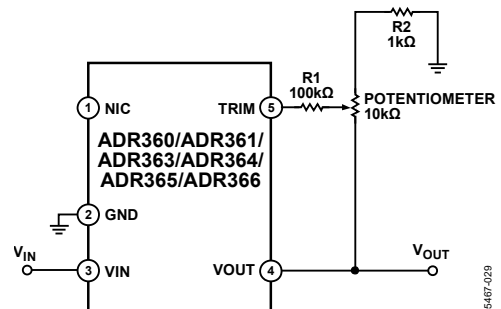 R2
1kΩ
R1
100kΩ
POTENTIOMETER
10kΩ
1 NIC
TRIM 5
ADR360/ADR361/
ADR363/ADR364/
ADR365/ADR366
2 GND
VIN
3 VIN
VOUT 4
VOUT
5467-029